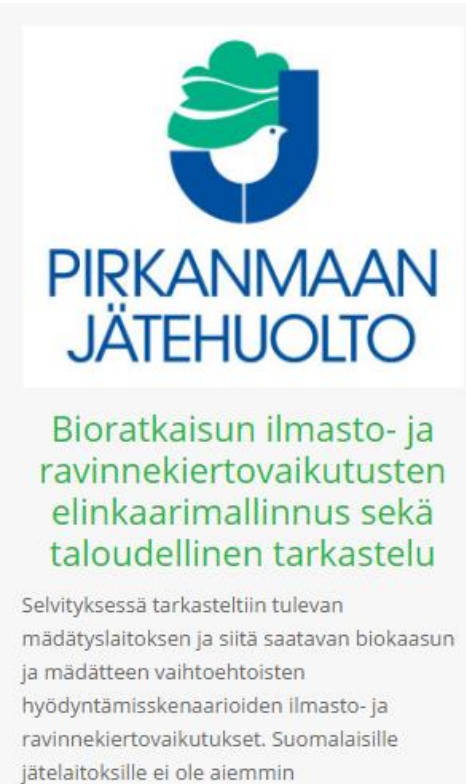 PIRKANMAAN
JÄTEHUOLTO
Bioratkaisun ilmasto- ja
ravinnekiertovaikutusten
elinkaarimallinnus sekä
taloudellinen tarkastelu
Selvityksessä tarkasteltiin tulevan
mädätyslaitoksen ja siitä saatavan biokaasun
ja mädätteen vaihtoehtoisten
hyödyntämisskenaarioiden ilmasto- ja
ravinnekiertovaikutukset. Suomalaisille
jätelaitoksille ei ole aiemmin